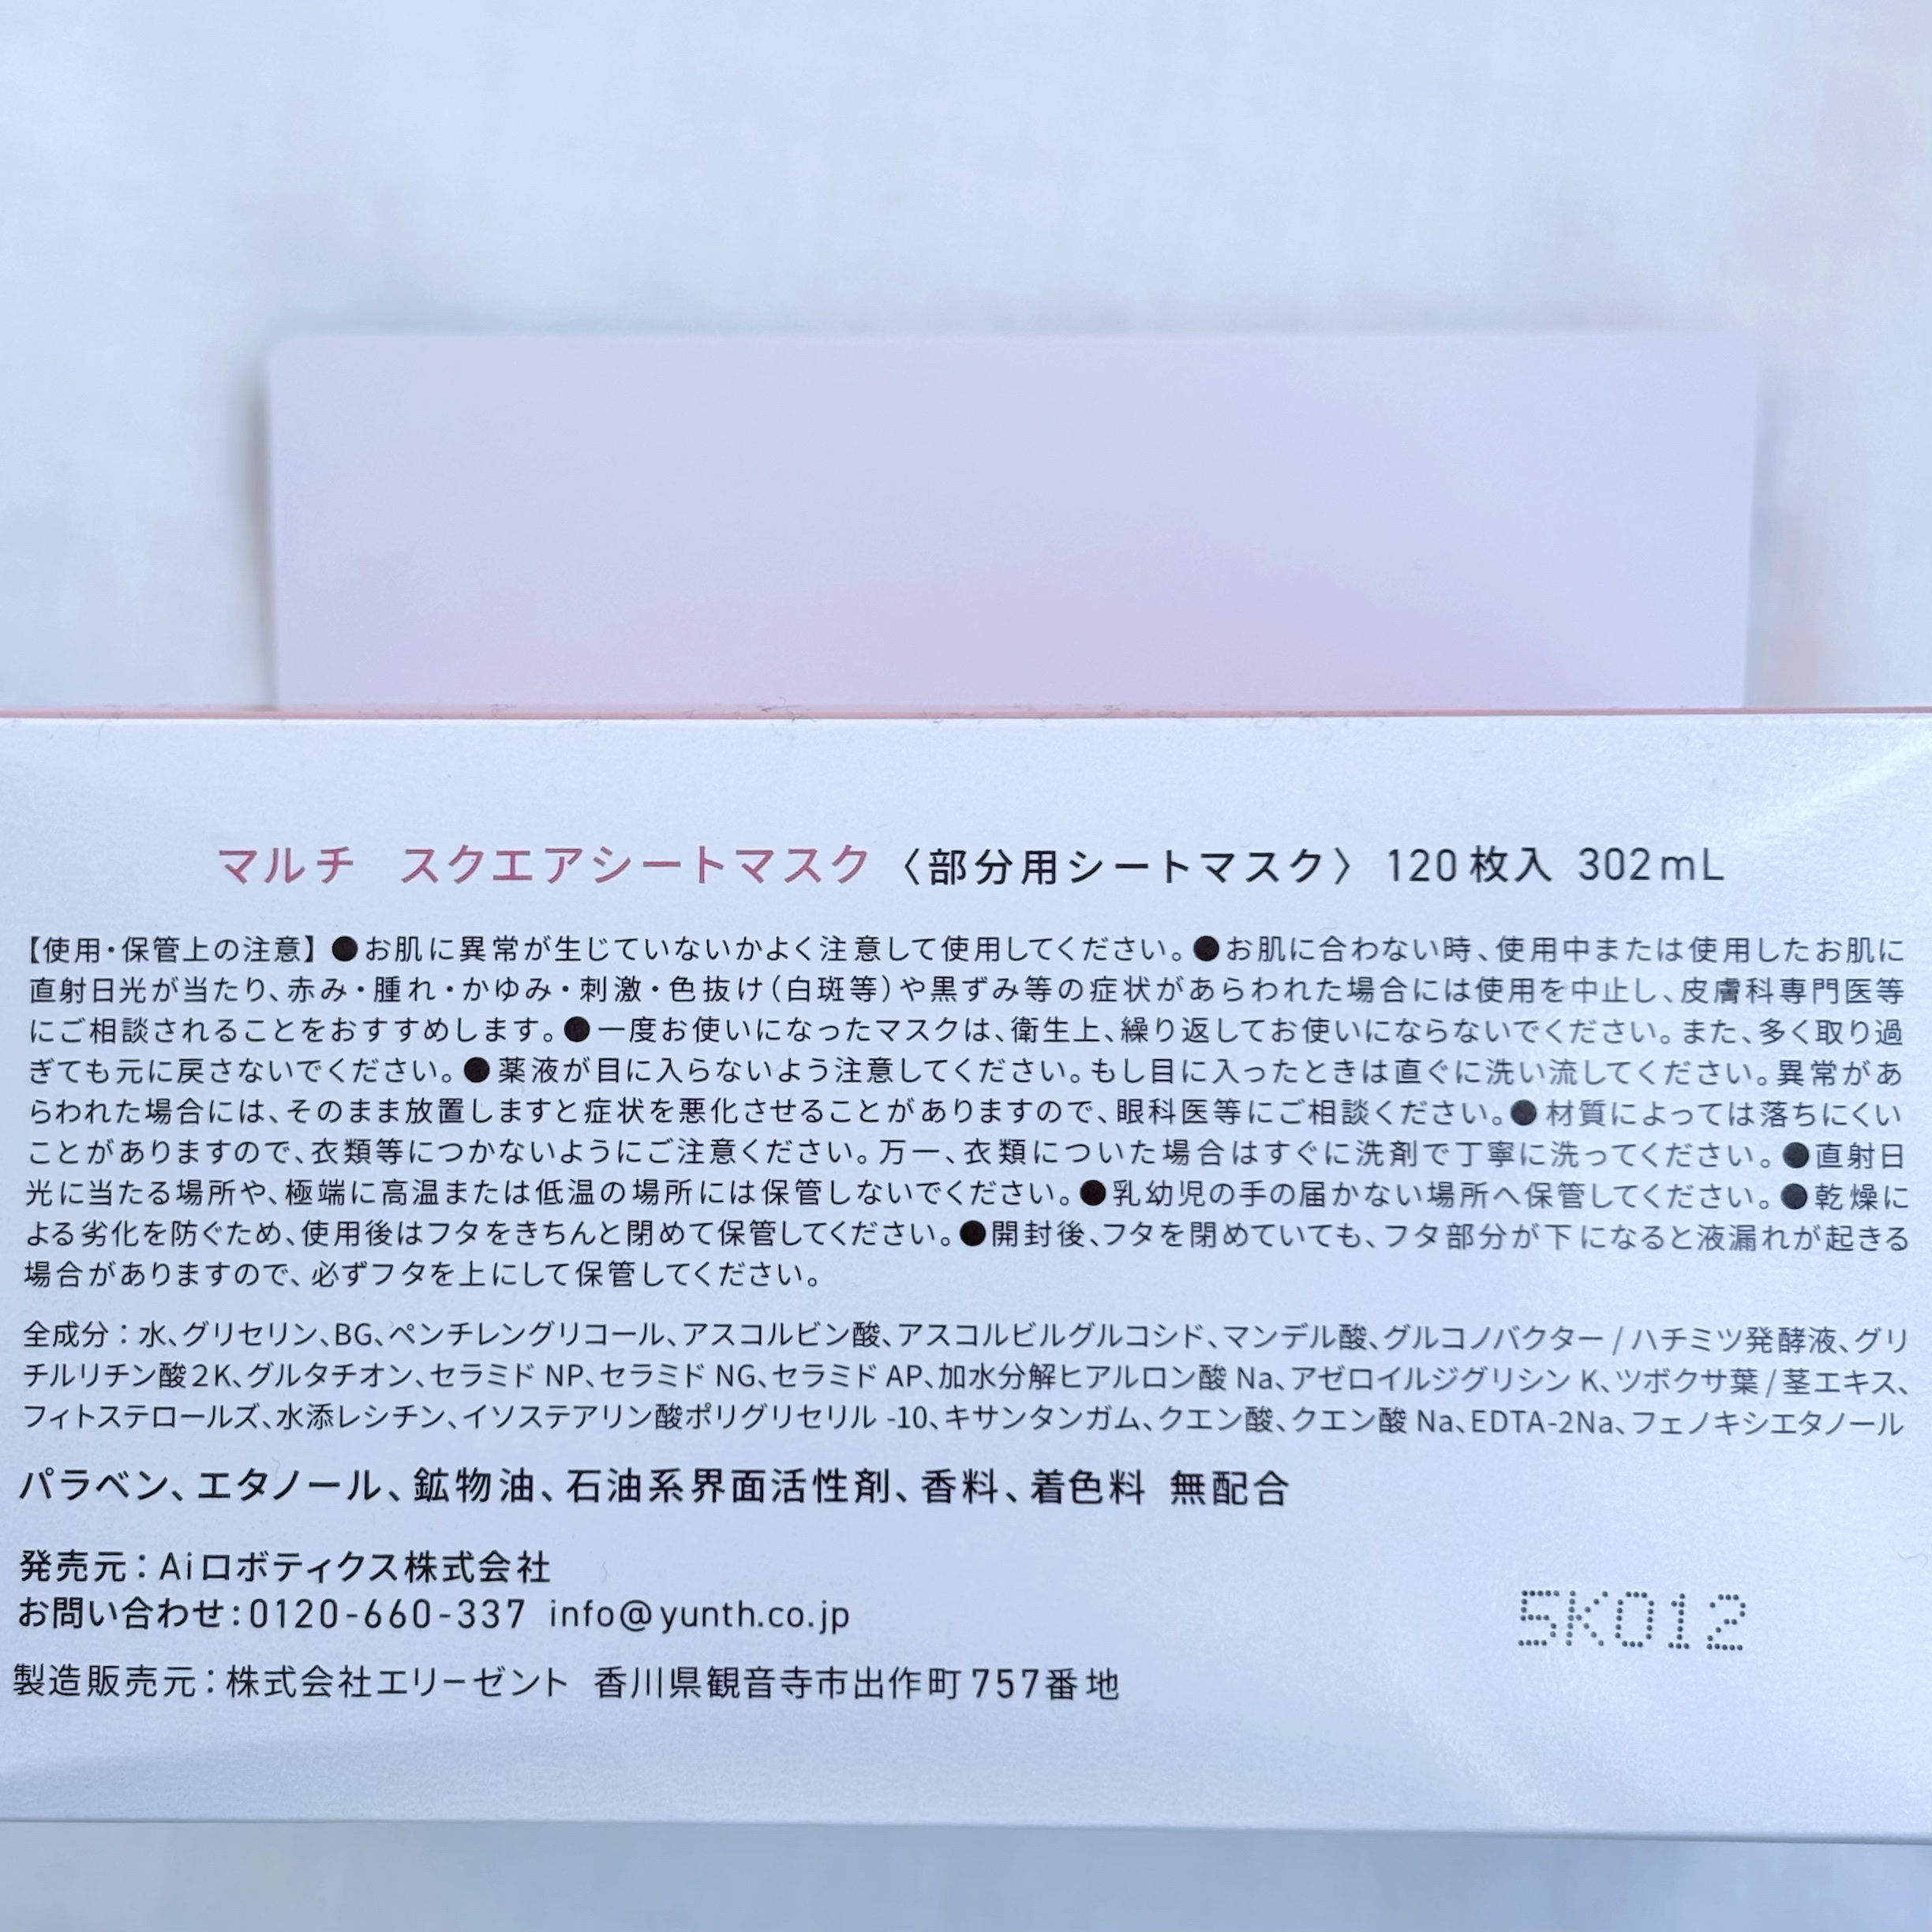 マルチ スクエアシートマスク〈部分用シートマスク〉120枚入 302mL
【使用・保管上の注意】●お肌に異常が生じていないかよく注意して使用してください。●お肌に合わない時、使用中または使用したお肌に
直射日光が当たり、赤み・腫れ・かゆみ・刺激・色抜け(白斑等)や黒ずみ等の症状があらわれた場合には使用を中止し、皮膚科専門医等
にご相談されることをおすすめします。●一度お使いになったマスクは、衛生上、繰り返してお使いにならないでください。また、多く取り過
ぎても元に戻さないでください。●薬液が目に入らないよう注意してください。もし目に入ったときは直ぐに洗い流してください。異常があ
らわれた場合には、そのまま放置しますと症状を悪化させることがありますので、眼科医等にご相談ください。●材質によっては落ちにくい
ことがありますので、衣類等につかないようにご注意ください。万一、衣類についた場合はすぐに洗剤で丁寧に洗ってください。●直射日
光に当たる場所や、極端に高温または低温の場所には保管しないでください。●乳幼児の手の届かない場所へ保管してください。●乾燥に
よる劣化を防ぐため、使用後はフタをきちんと閉めて保管してください。●開封後、フタを閉めていても、フタ部分が下になると液漏れが起きる
場合がありますので、必ずフタを上にして保管してください。
全成分：水、グリセリン、BG、ペンチレングリコール、アスコルビン酸、アスコルビルグルコシド、マンデル酸、グルコノバクター/ハチミツ発酵液、グリ
チルリチン酸2K、グルタチオン、セラミドNP、セラミドNG、セラミドAP、加水分解ヒアルロン酸Na、アゼロイルジグリシンK、ツボクサ葉/茎エキス、
フィトステロールズ、水添レシチン、イソステアリン酸ポリグリセリル-10、キサンタンガム、クエン酸、クエン酸Na、EDTA-2Na、フェノキシエタノール
パラベン、エタノール、鉱物油、石油系界面活性剤、香料、着色料 無配合
発売元：Aiロボティクス株式会社
お問い合わせ：0120-660-337 info@yunth.co.jp
5K012
製造販売元：株式会社エリーゼント 香川県観音寺市出作町757番地